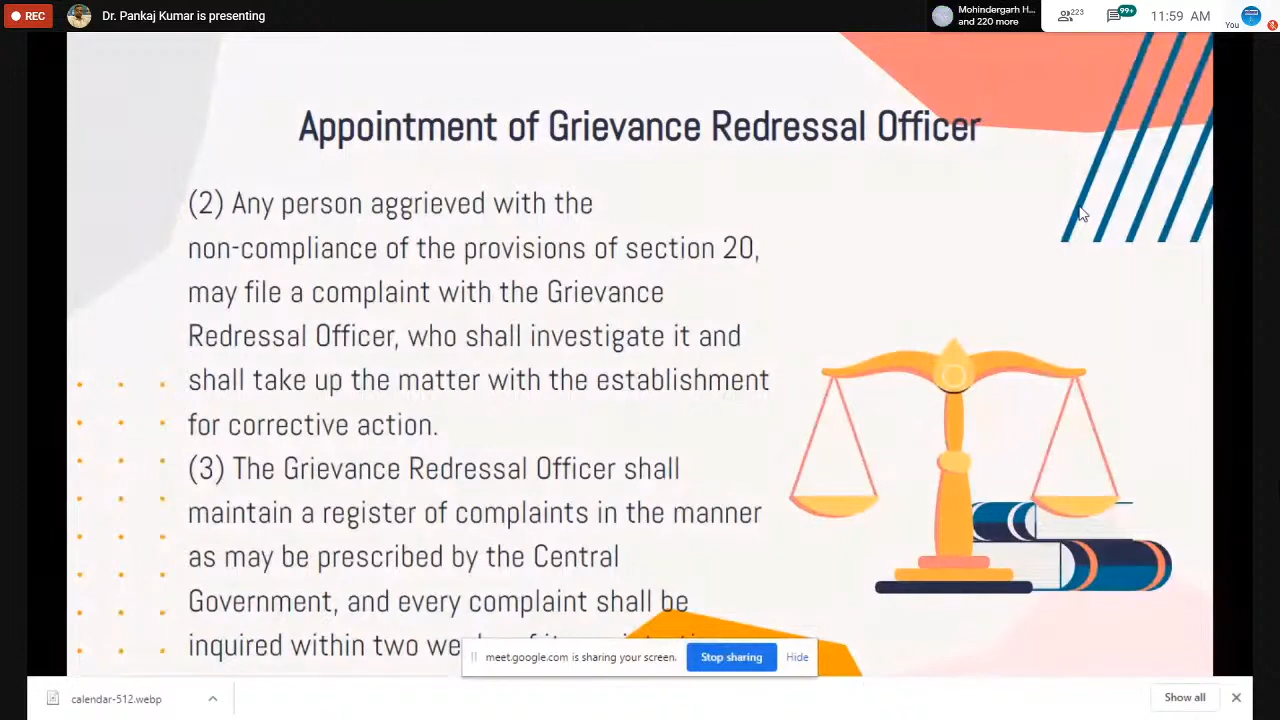 REC
Dr. Pankaj Kumar is presenting
Mohindergarh H...
and 220 more
223
99+
11:59 AM
You
Appointment of Grievance Redressal Officer
(2) Any person aggrieved with the
non-compliance of the provisions of section 20,
may file a complaint with the Grievance
Redressal Officer, who shall investigate it and
shall take up the matter with the establishment
for corrective action.
(3) The Grievance Redressal Officer shall
maintain a register of complaints in the manner
as may be prescribed by the Central
Government, and every complaint shall be
inquired within two
meet.google.com is sharing your screen.
Stop sharing
Hide
calendar-512.webp
Show all